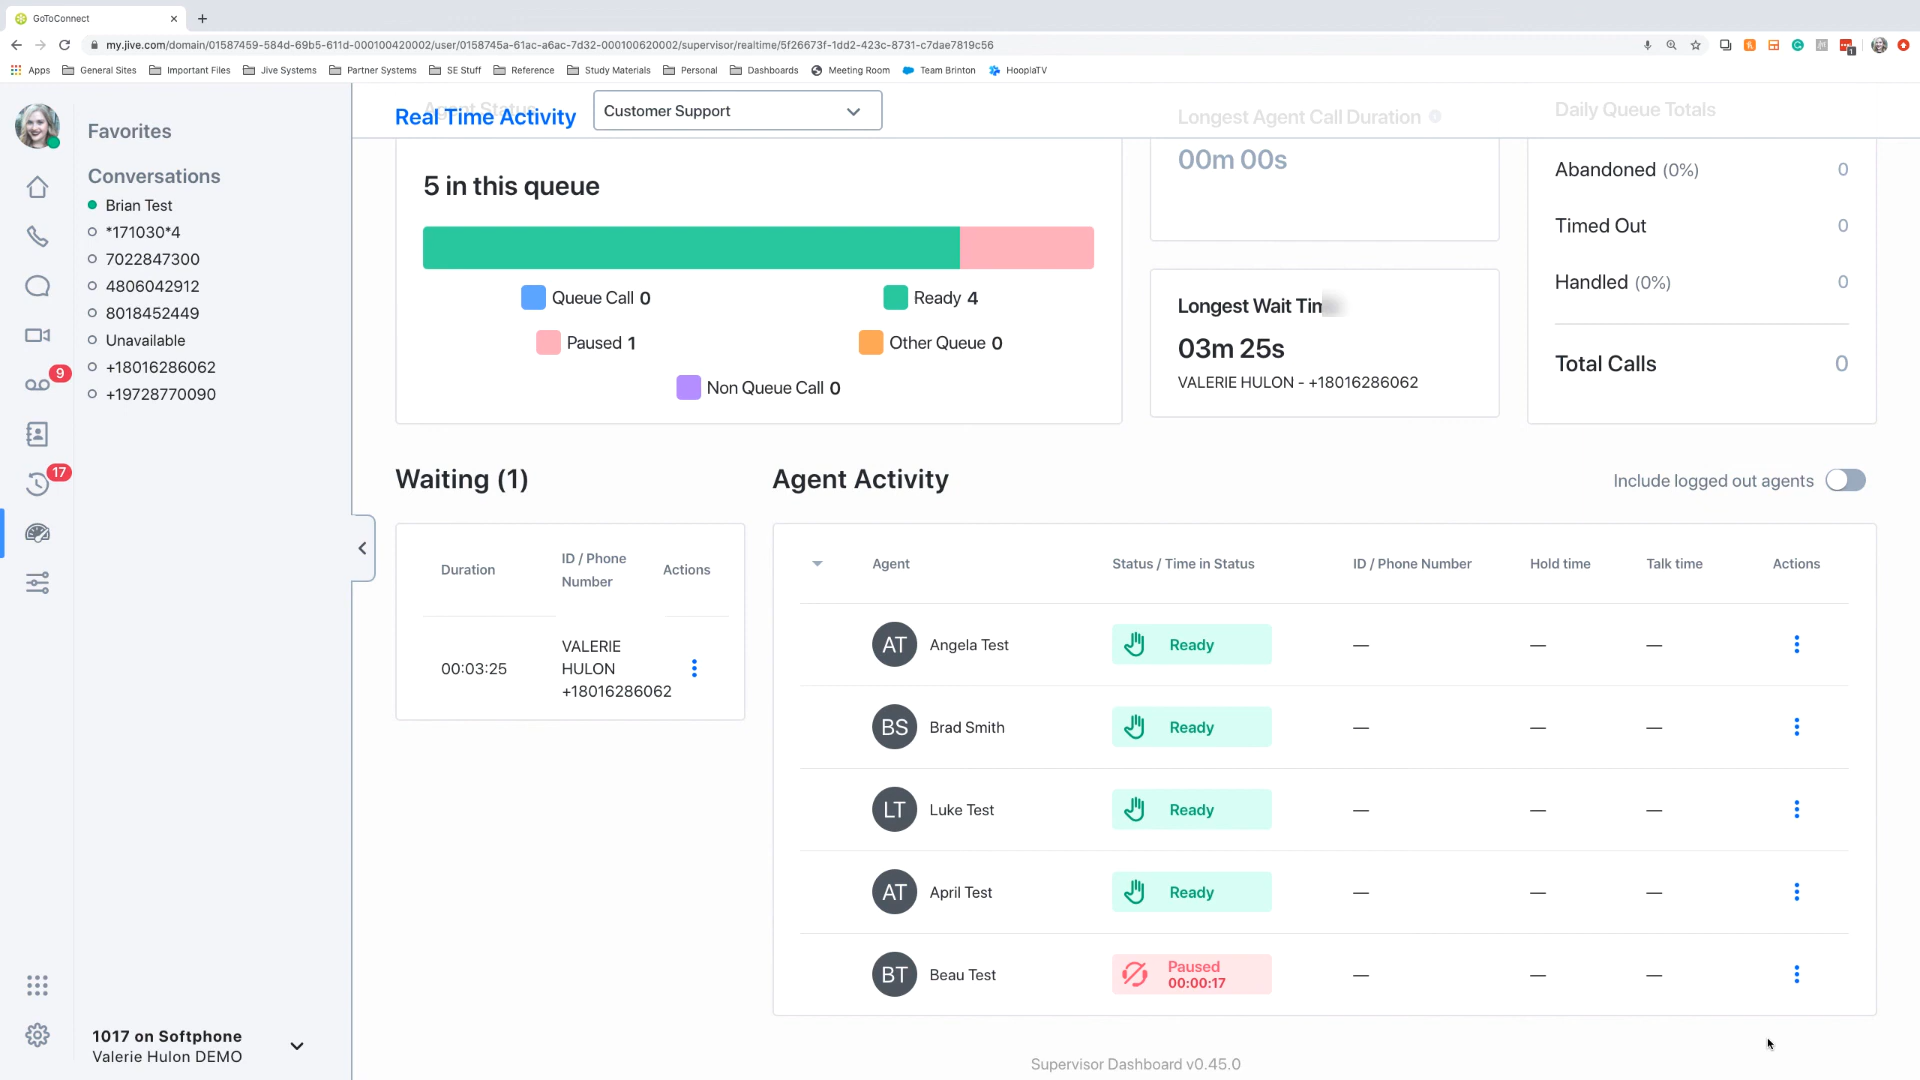 GoToConnect
my.jive.com/domain/01587459-584d-69b5-611d-000100420002/user/0158745a-61ac-a6ac-7d32-000100620002/supervisor/realtime/5f26673f-1dd2-423c-8731-c7dae7819c56
Apps General Sites Important Files Jive Systems Partner Systems SE Stuff Reference Study Materials Personal Dashboards Meeting Room Team Brinton HooplaTV
Favorites
Conversations
Brian Test
*171030*4
7022847300
4806042912
8018452449
Unavailable
+18016286062
+19728770090
9
17
1017 on Softphone
Valerie Hulon DEMO
Agent Status
Real Time Activity
Customer Support
5 in this queue
Queue Call 0
Ready 4
Paused 1
Other Queue 0
Non Queue Call 0
Longest Agent Call Duration
00m 00s
Longest Wait Tim
03m 25s
VALERIE HULON - +18016286062
Daily Queue Totals
Abandoned (0%) 0
Timed Out 0
Handled (0%) 0
Total Calls 0
Waiting (1)
Duration ID / Phone Number Actions
00:03:25 VALERIE HULON +18016286062
Agent Activity
Include logged out agents
Agent Status / Time in Status ID / Phone Number Hold time Talk time Actions
AT Angela Test Ready — — —
BS Brad Smith Ready — — —
LT Luke Test Ready — — —
AT April Test Ready — — —
BT Beau Test Paused 00:00:17 — — —
Supervisor Dashboard v0.45.0